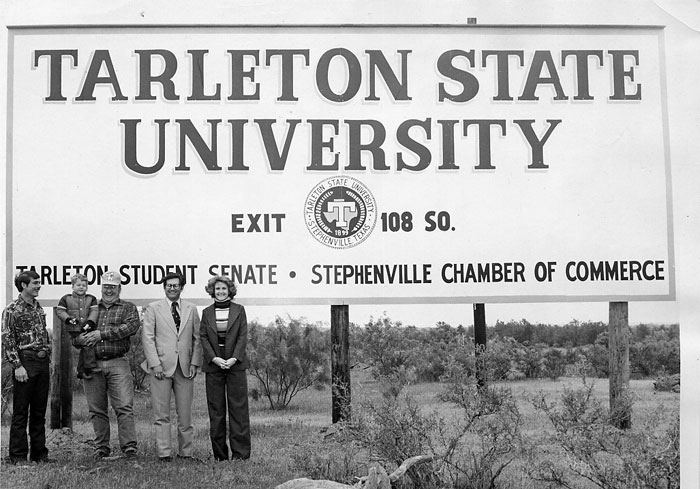 TARLETON STATE
UNIVERSITY
EXIT
TARLETON STATE UNIVERSITY
T
1899
STEPHENVILLE TEXAS
108 SO.
TARLETON STUDENT SENATE • STEPHENVILLE CHAMBER OF COMMERCE